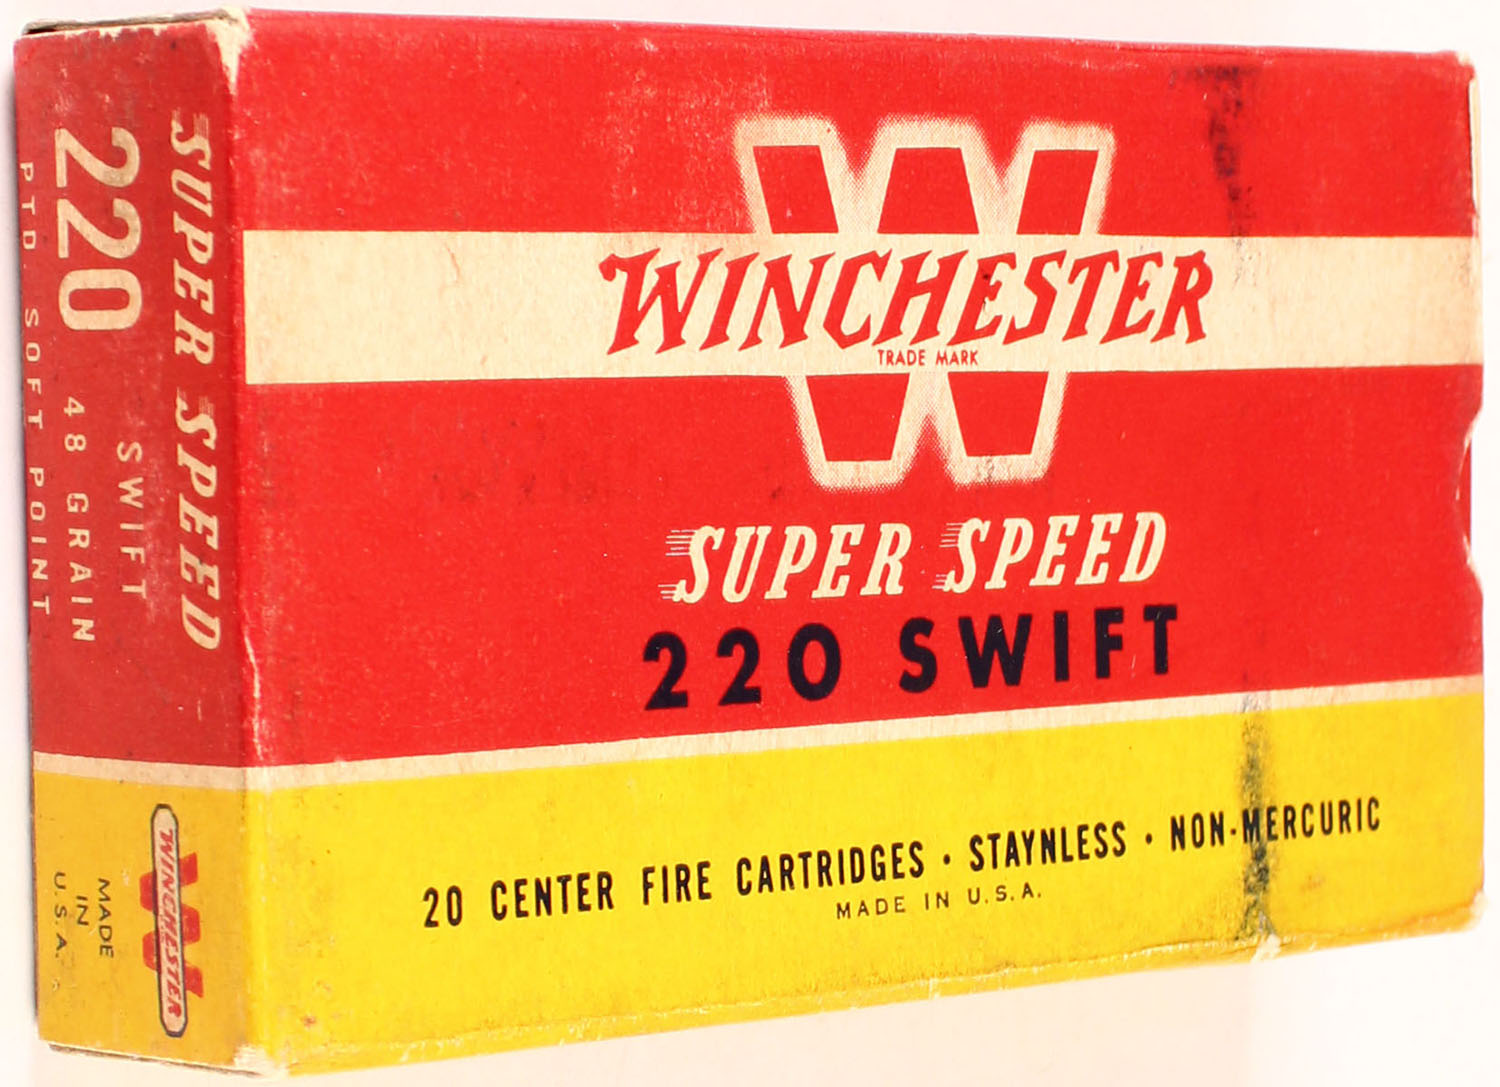 W
WINCHESTER
TRADE MARK
SUPER SPEED
220 SWIFT
20 CENTER FIRE CARTRIDGES · STAYNLESS · NON-MERCURIC
MADE IN U.S.A.
SUPER SPEED
220 SWIFT
48 GRAIN
PTD. SOFT POINT
W
WINCHESTER
MADE
IN
U.S.A.